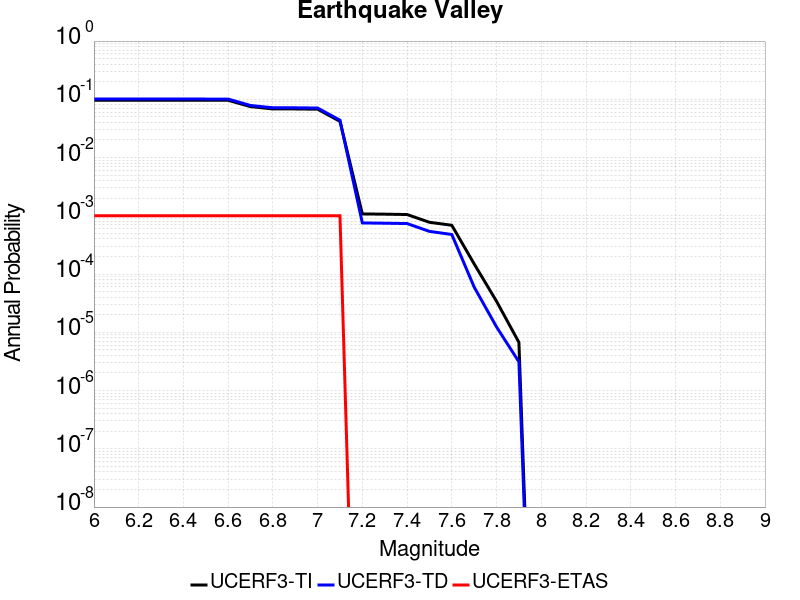 Earthquake Valley
10^0
10^-1
10^-2
10^-3
10^-4
10^-5
10^-6
10^-7
10^-8
Annual Probability
6 6.2 6.4 6.6 6.8 7 7.2 7.4 7.6 7.8 8 8.2 8.4 8.6 8.8 9
Magnitude
UCERF3-TI UCERF3-TD UCERF3-ETAS